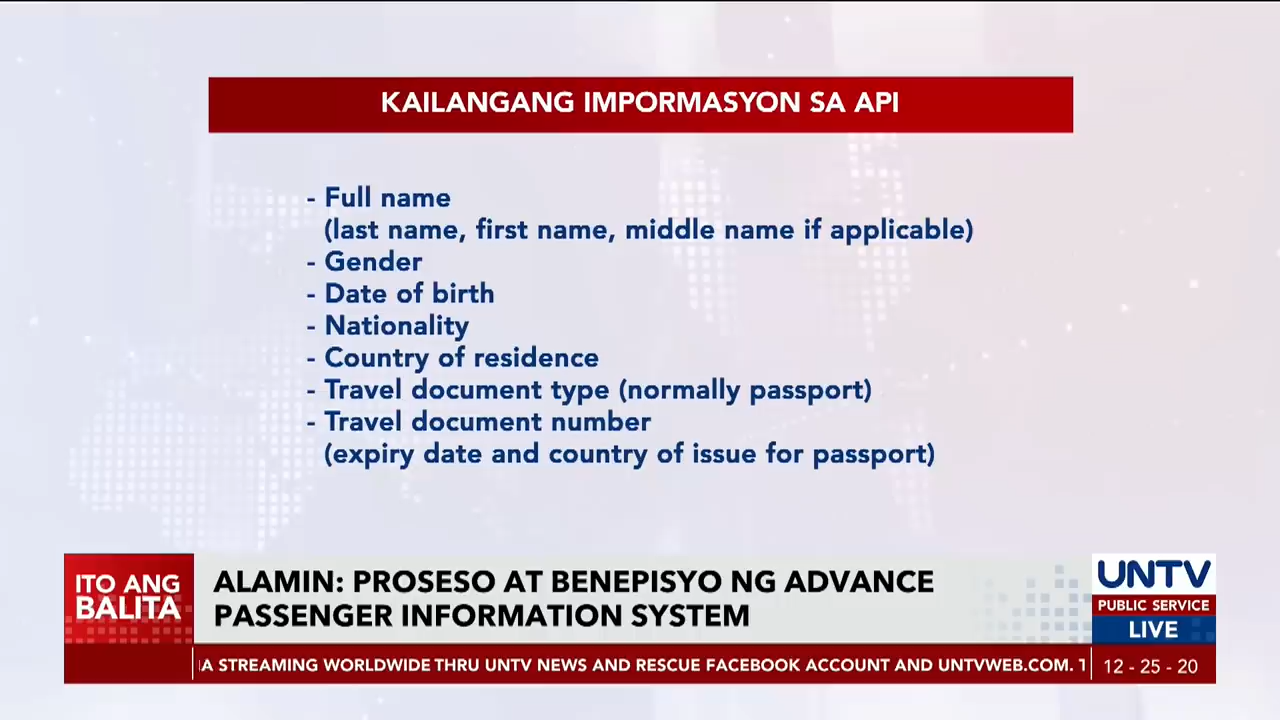 KAILANGANG IMPORMASYON SA API
- Full name
(last name, first name, middle name if applicable)
- Gender
- Date of birth
- Nationality
- Country of residence
- Travel document type (normally passport)
- Travel document number
(expiry date and country of issue for passport)
ITO ANG
BALITA
ALAMIN: PROSESO AT BENEPISYO NG ADVANCE
PASSENGER INFORMATION SYSTEM
UNTV
PUBLIC SERVICE
LIVE
STREAMING WORLDWIDE THRU UNTV NEWS AND RESCUE FACEBOOK ACCOUNT AND UNTVWEB.COM.
12 - 25 - 20